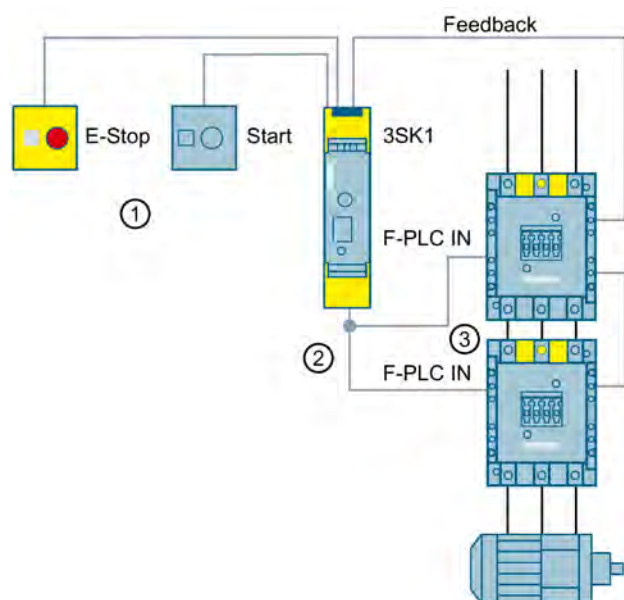 Feedback
E-Stop
Start
3SK1
1
F-PLC IN
2
3
F-PLC IN